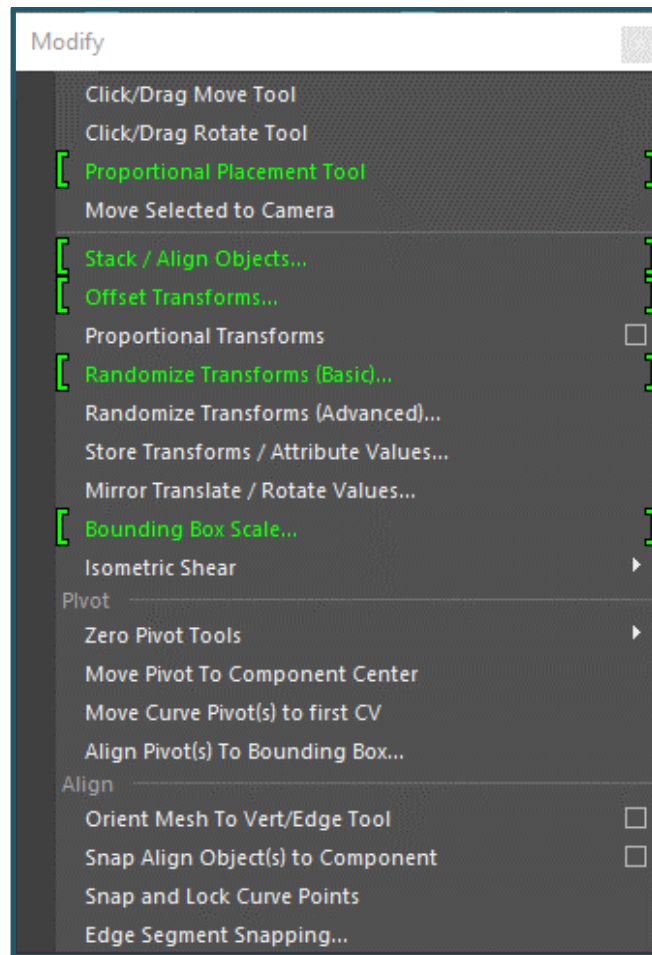 Modify
Click/Drag Move Tool
Click/Drag Rotate Tool
Proportional Placement Tool
Move Selected to Camera
Stack / Align Objects...
Offset Transforms...
Proportional Transforms
Randomize Transforms (Basic)...
Randomize Transforms (Advanced)...
Store Transforms / Attribute Values...
Mirror Translate / Rotate Values...
Bounding Box Scale...
Isometric Shear
Pivot
Zero Pivot Tools
Move Pivot To Component Center
Move Curve Pivot(s) to first CV
Align Pivot(s) To Bounding Box...
Align
Orient Mesh To Vert/Edge Tool
Snap Align Object(s) to Component
Snap and Lock Curve Points
Edge Segment Snapping...